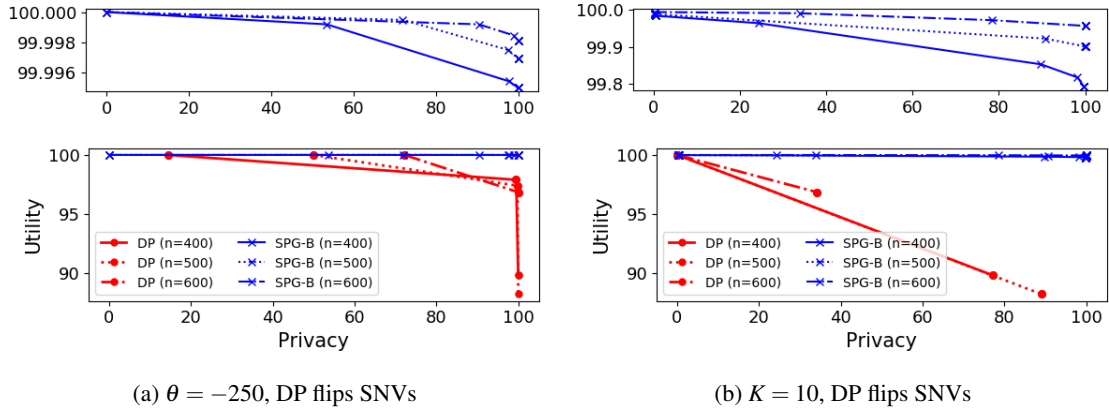 100.000
99.998
99.996
0 20 40 60 80 100
100
95
90
Utility
DP (n=400)
DP (n=500)
DP (n=600)
SPG-B (n=400)
SPG-B (n=500)
SPG-B (n=600)
0 20 40 60 80 100
Privacy
(a) θ = −250, DP flips SNVs
100.0
99.9
99.8
0 20 40 60 80 100
100
95
90
Utility
DP (n=400)
DP (n=500)
DP (n=600)
SPG-B (n=400)
SPG-B (n=500)
SPG-B (n=600)
0 20 40 60 80 100
Privacy
(b) K = 10, DP flips SNVs